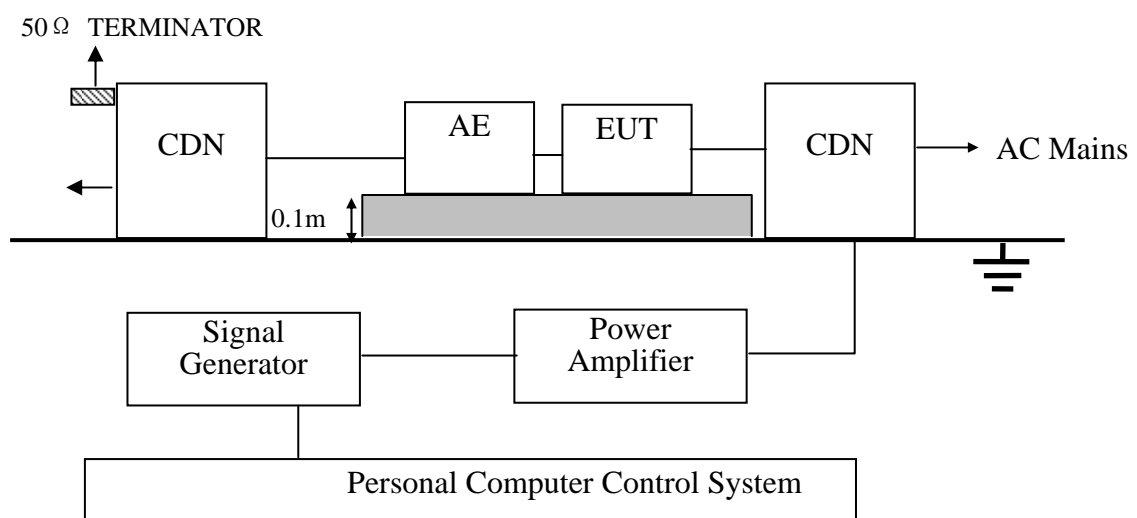 50Ω TERMINATOR
CDN
AE
EUT
CDN
AC Mains
0.1m
Signal
Generator
Power
Amplifier
Personal Computer Control System